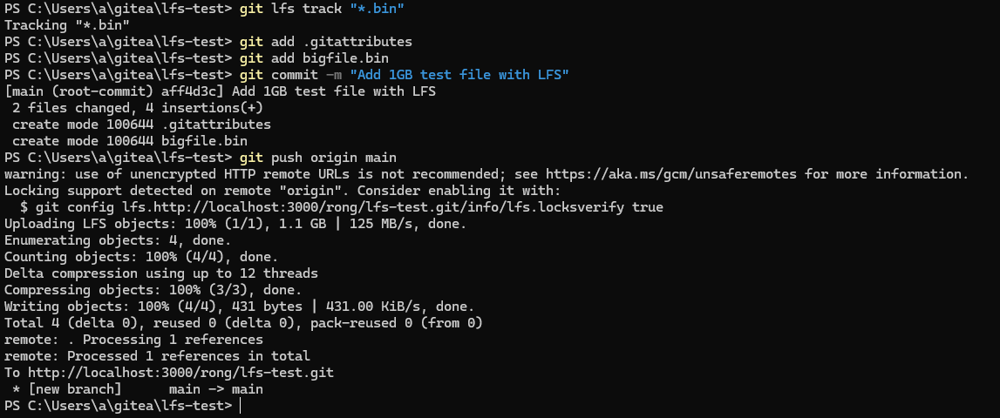 PS C:\Users\a\gitea\lfs-test> git lfs track "*.bin"
Tracking "*.bin"
PS C:\Users\a\gitea\lfs-test> git add .gitattributes
PS C:\Users\a\gitea\lfs-test> git add bigfile.bin
PS C:\Users\a\gitea\lfs-test> git commit -m "Add 1GB test file with LFS"
[main (root-commit) aff4d3c] Add 1GB test file with LFS
 2 files changed, 4 insertions(+)
 create mode 100644 .gitattributes
 create mode 100644 bigfile.bin
PS C:\Users\a\gitea\lfs-test> git push origin main
warning: use of unencrypted HTTP remote URLs is not recommended; see https://aka.ms/gcm/unsaferemotes for more information.
Locking support detected on remote "origin". Consider enabling it with:
  $ git config lfs.http://localhost:3000/rong/lfs-test.git/info/lfs.locksverify true
Uploading LFS objects: 100% (1/1), 1.1 GB | 125 MB/s, done.
Enumerating objects: 4, done.
Counting objects: 100% (4/4), done.
Delta compression using up to 12 threads
Compressing objects: 100% (3/3), done.
Writing objects: 100% (4/4), 431 bytes | 431.00 KiB/s, done.
Total 4 (delta 0), reused 0 (delta 0), pack-reused 0 (from 0)
remote: . Processing 1 references
remote: Processed 1 references in total
To http://localhost:3000/rong/lfs-test.git
 * [new branch]      main -> main
PS C:\Users\a\gitea\lfs-test>